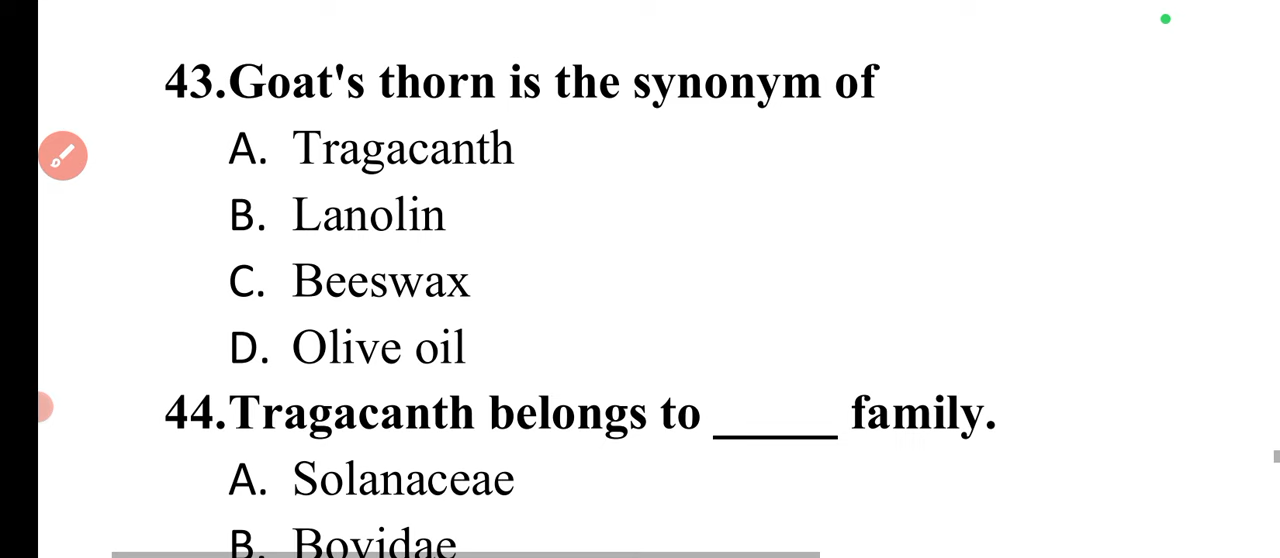 43.Goat's thorn is the synonym of
A. Tragacanth
B. Lanolin
C. Beeswax
D. Olive oil
44.Tragacanth belongs to _____ family.
A. Solanaceae
B. Bovidae